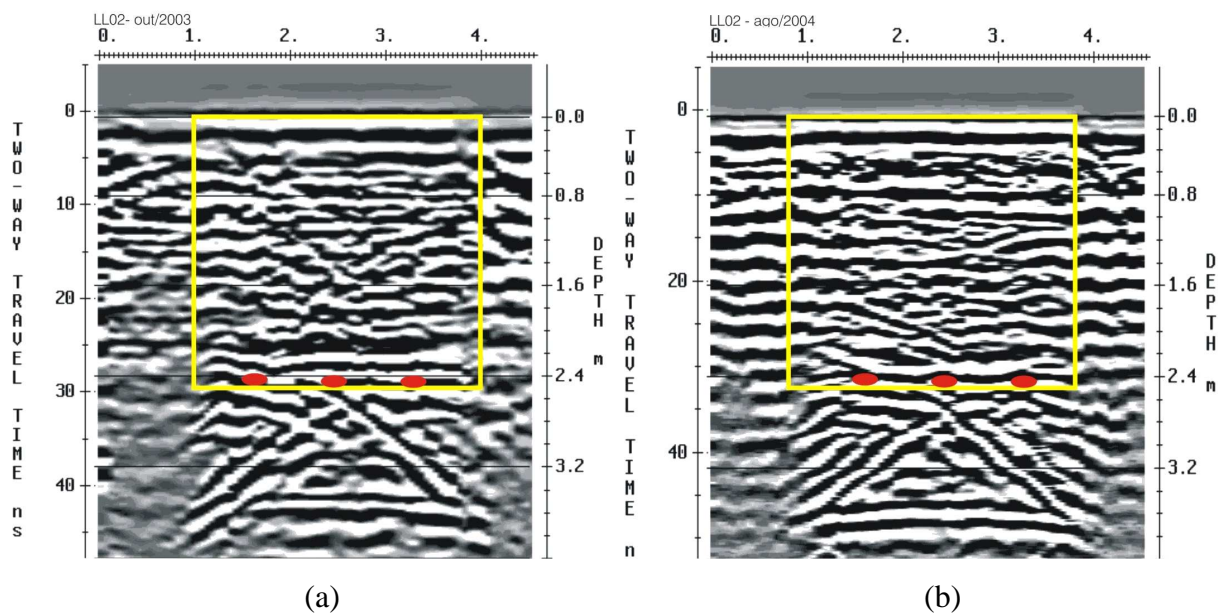 LL02- out/2003
0. 1. 2. 3. 4.
TWO-WAY TRAVEL TIME ns
0
10
20
30
40
0.0
0.8
1.6
2.4
3.2
DEPTH m
(a)
LL02 - ago/2004
0. 1. 2. 3. 4.
TWO-WAY TRAVEL TIME n
0
20
40
0.0
0.8
1.6
2.4
3.2
DEPTH m
(b)